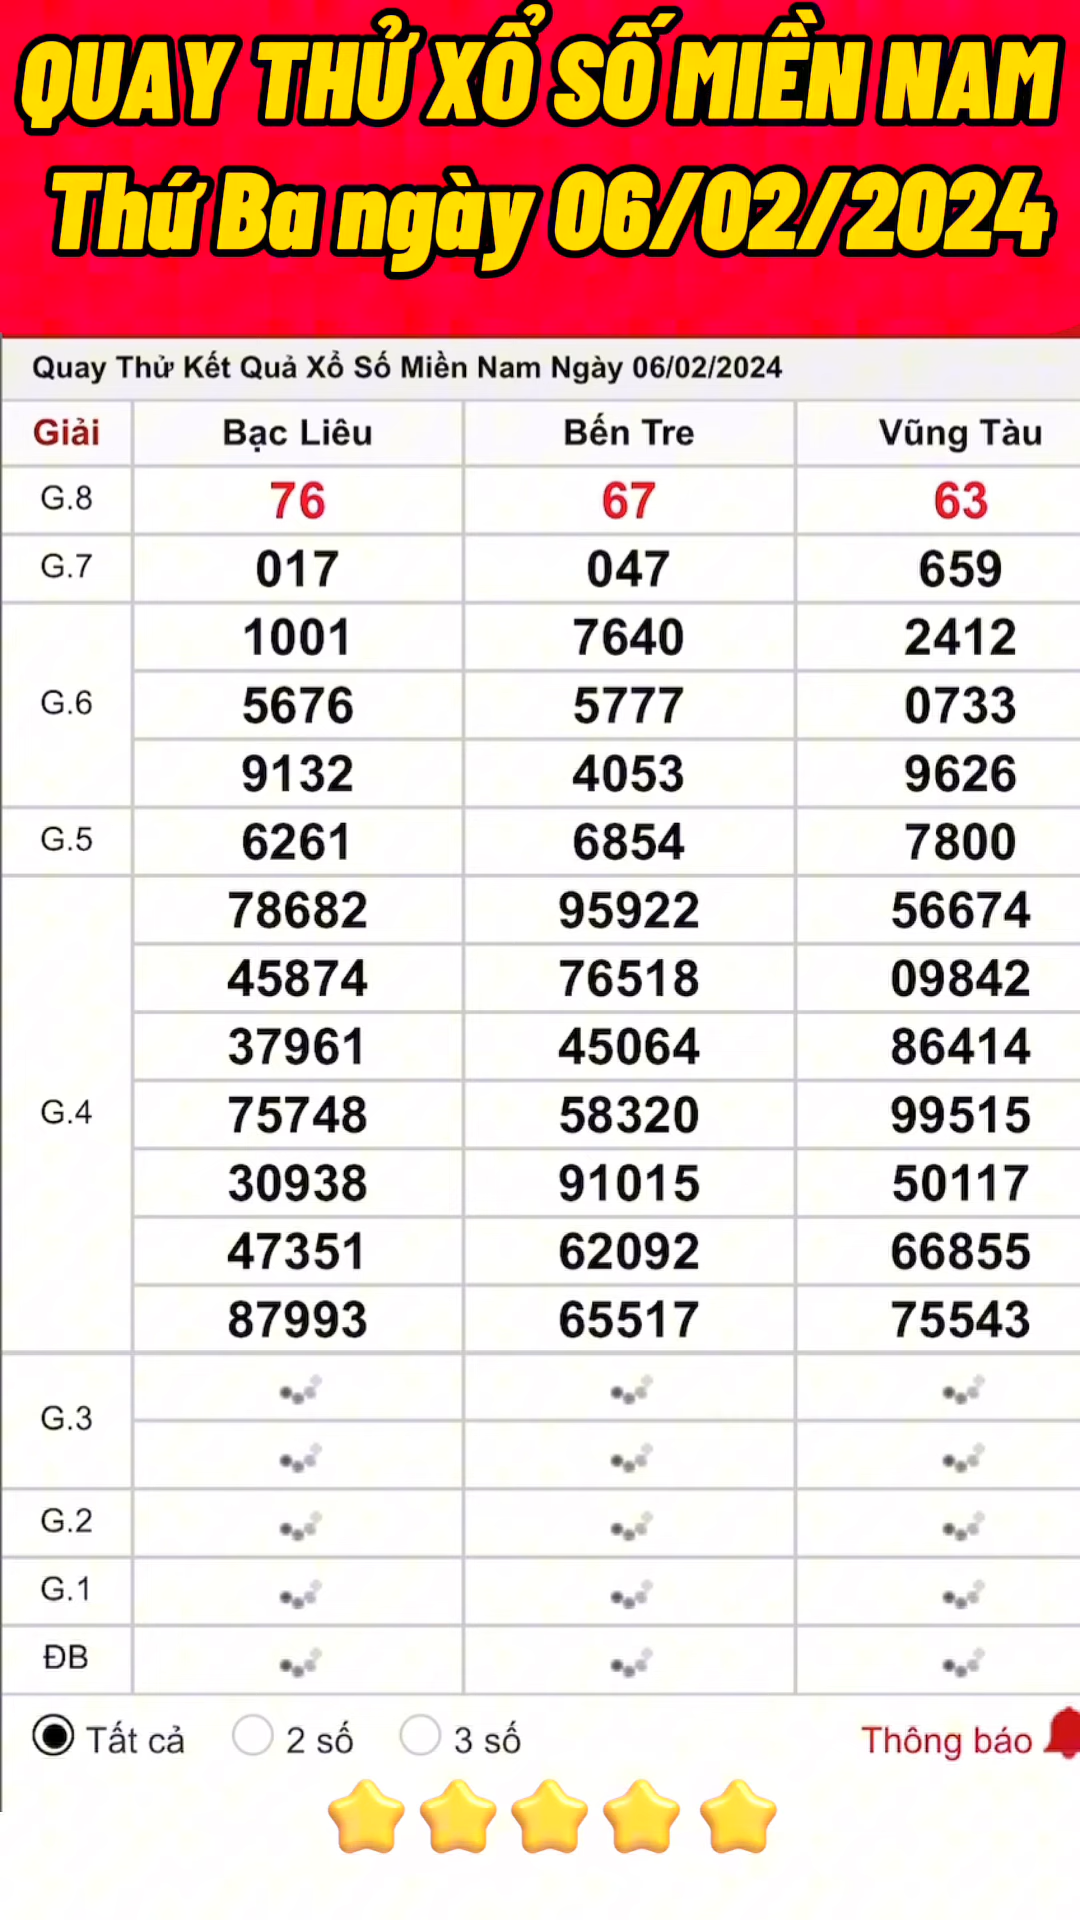 QUAY THỬ XỔ SỐ MIỀN NAM
Thứ Ba ngày 06/02/2024
Quay Thử Kết Quả Xổ Số Miền Nam Ngày 06/02/2024
Giải Bạc Liêu Bến Tre Vũng Tàu
G.8 76 67 63
G.7 017 047 659
1001 7640 2412
G.6 5676 5777 0733
9132 4053 9626
G.5 6261 6854 7800
78682 95922 56674
45874 76518 09842
37961 45064 86414
G.4 75748 58320 99515
30938 91015 50117
47351 62092 66855
87993 65517 75543
G.3
G.2
G.1
ĐB
Tất cả 2 số 3 số Thông báo